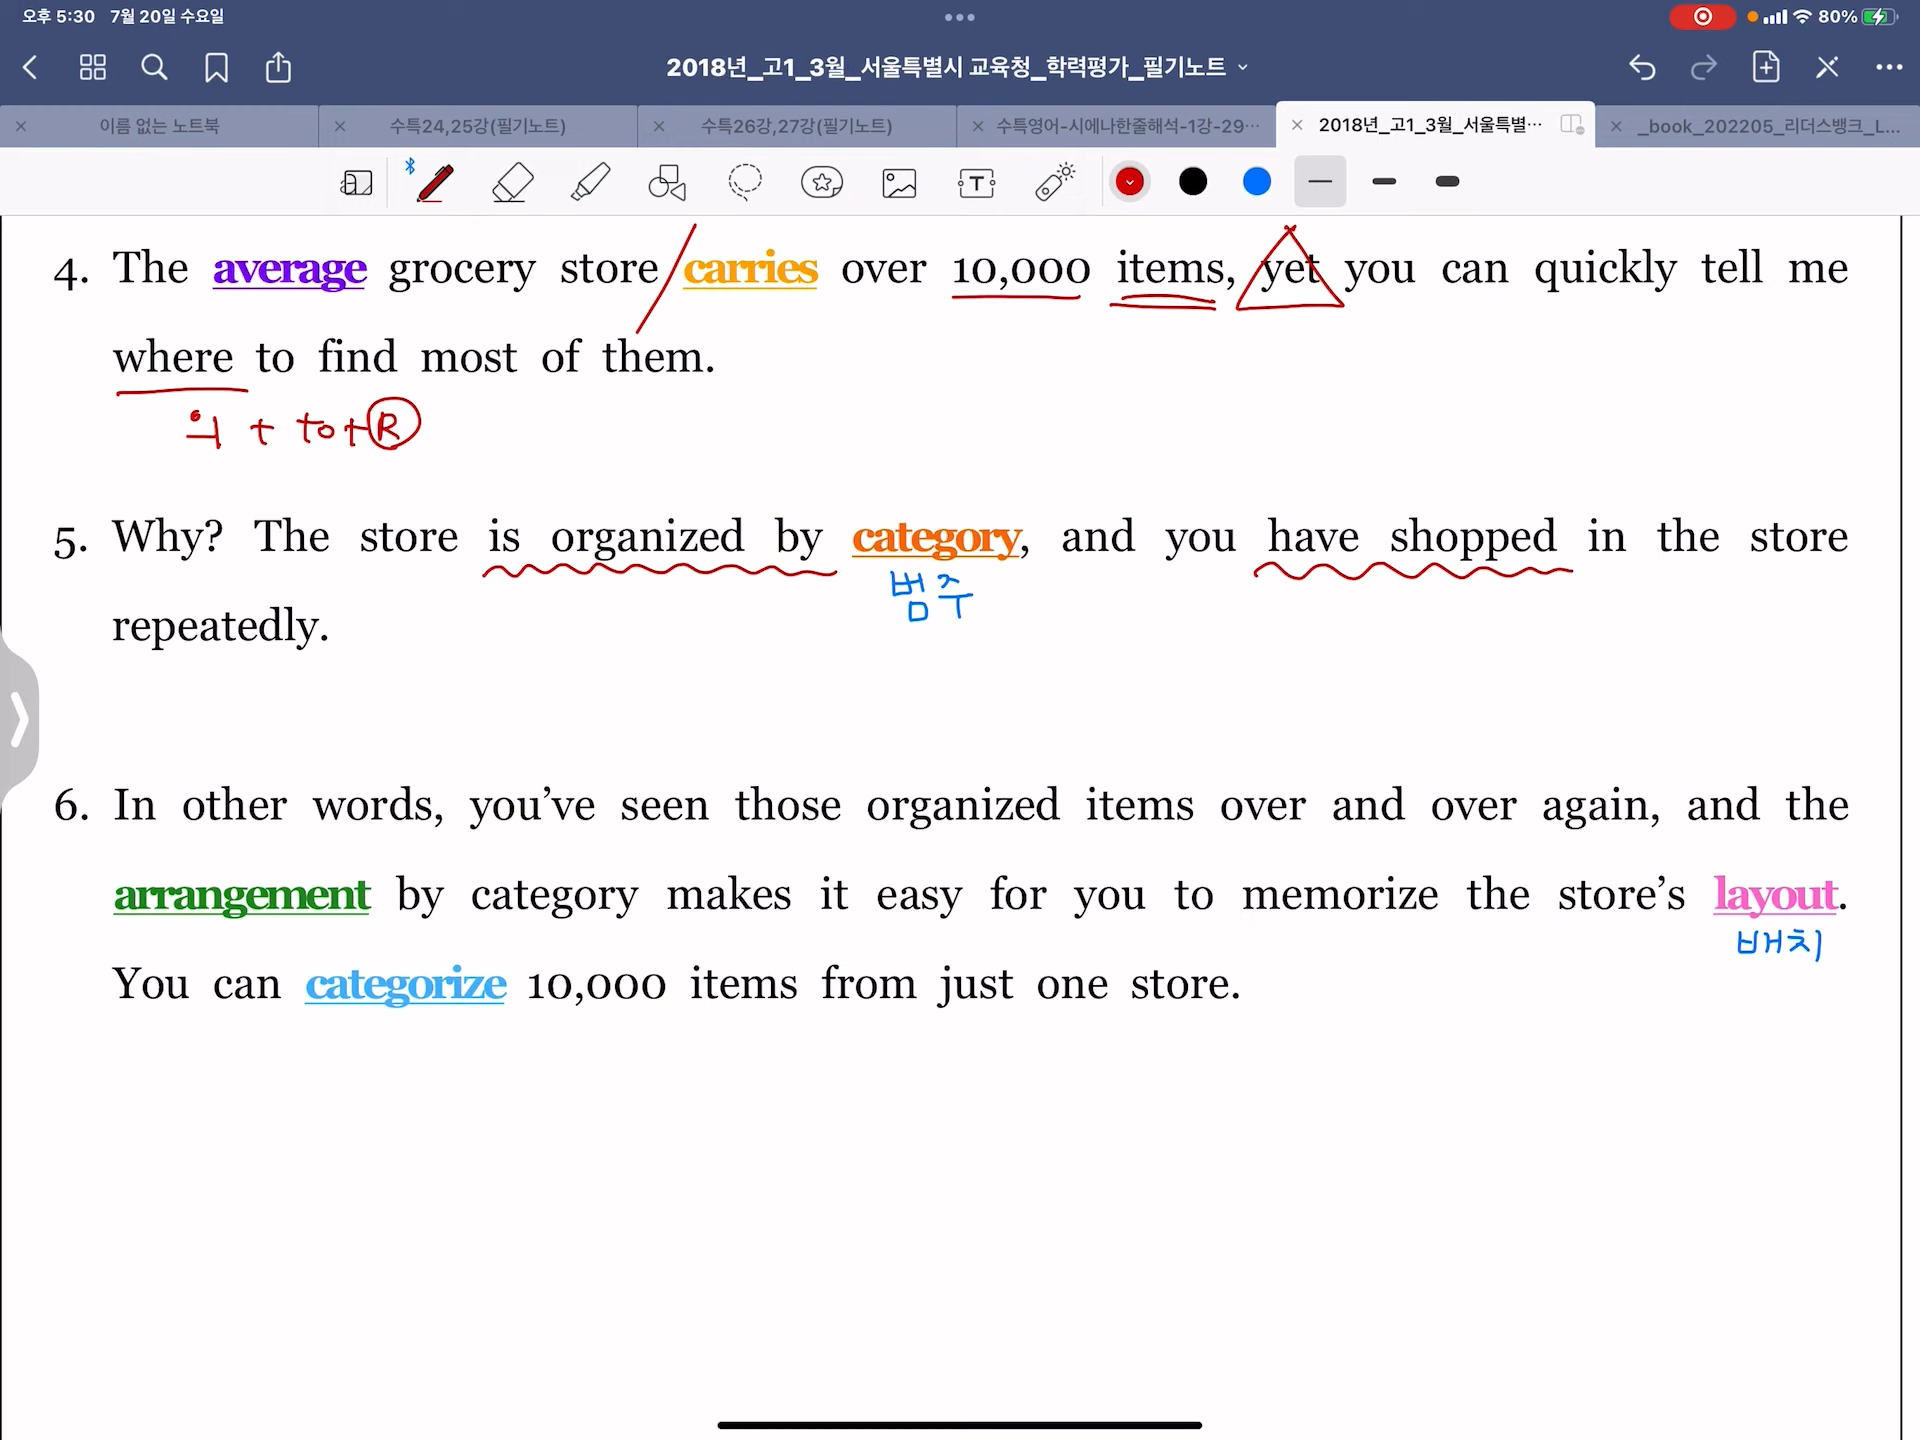 오후 5:30 7월 20일 수요일
80%
2018년_고1_3월_서울특별시 교육청_학력평가_필기노트
이름 없는 노트북
수특24,25강(필기노트)
수특26강,27강(필기노트)
수특영어-시에나한줄해석-1강-29…
2018년_고1_3월_서울특별…
_book_202205_리더스뱅크_L...
4. The average grocery store carries over 10,000 items, yet you can quickly tell me
where to find most of them.
의 + to+R
5. Why? The store is organized by category, and you have shopped in the store
범주
repeatedly.
6. In other words, you've seen those organized items over and over again, and the
arrangement by category makes it easy for you to memorize the store's layout.
배치
You can categorize 10,000 items from just one store.